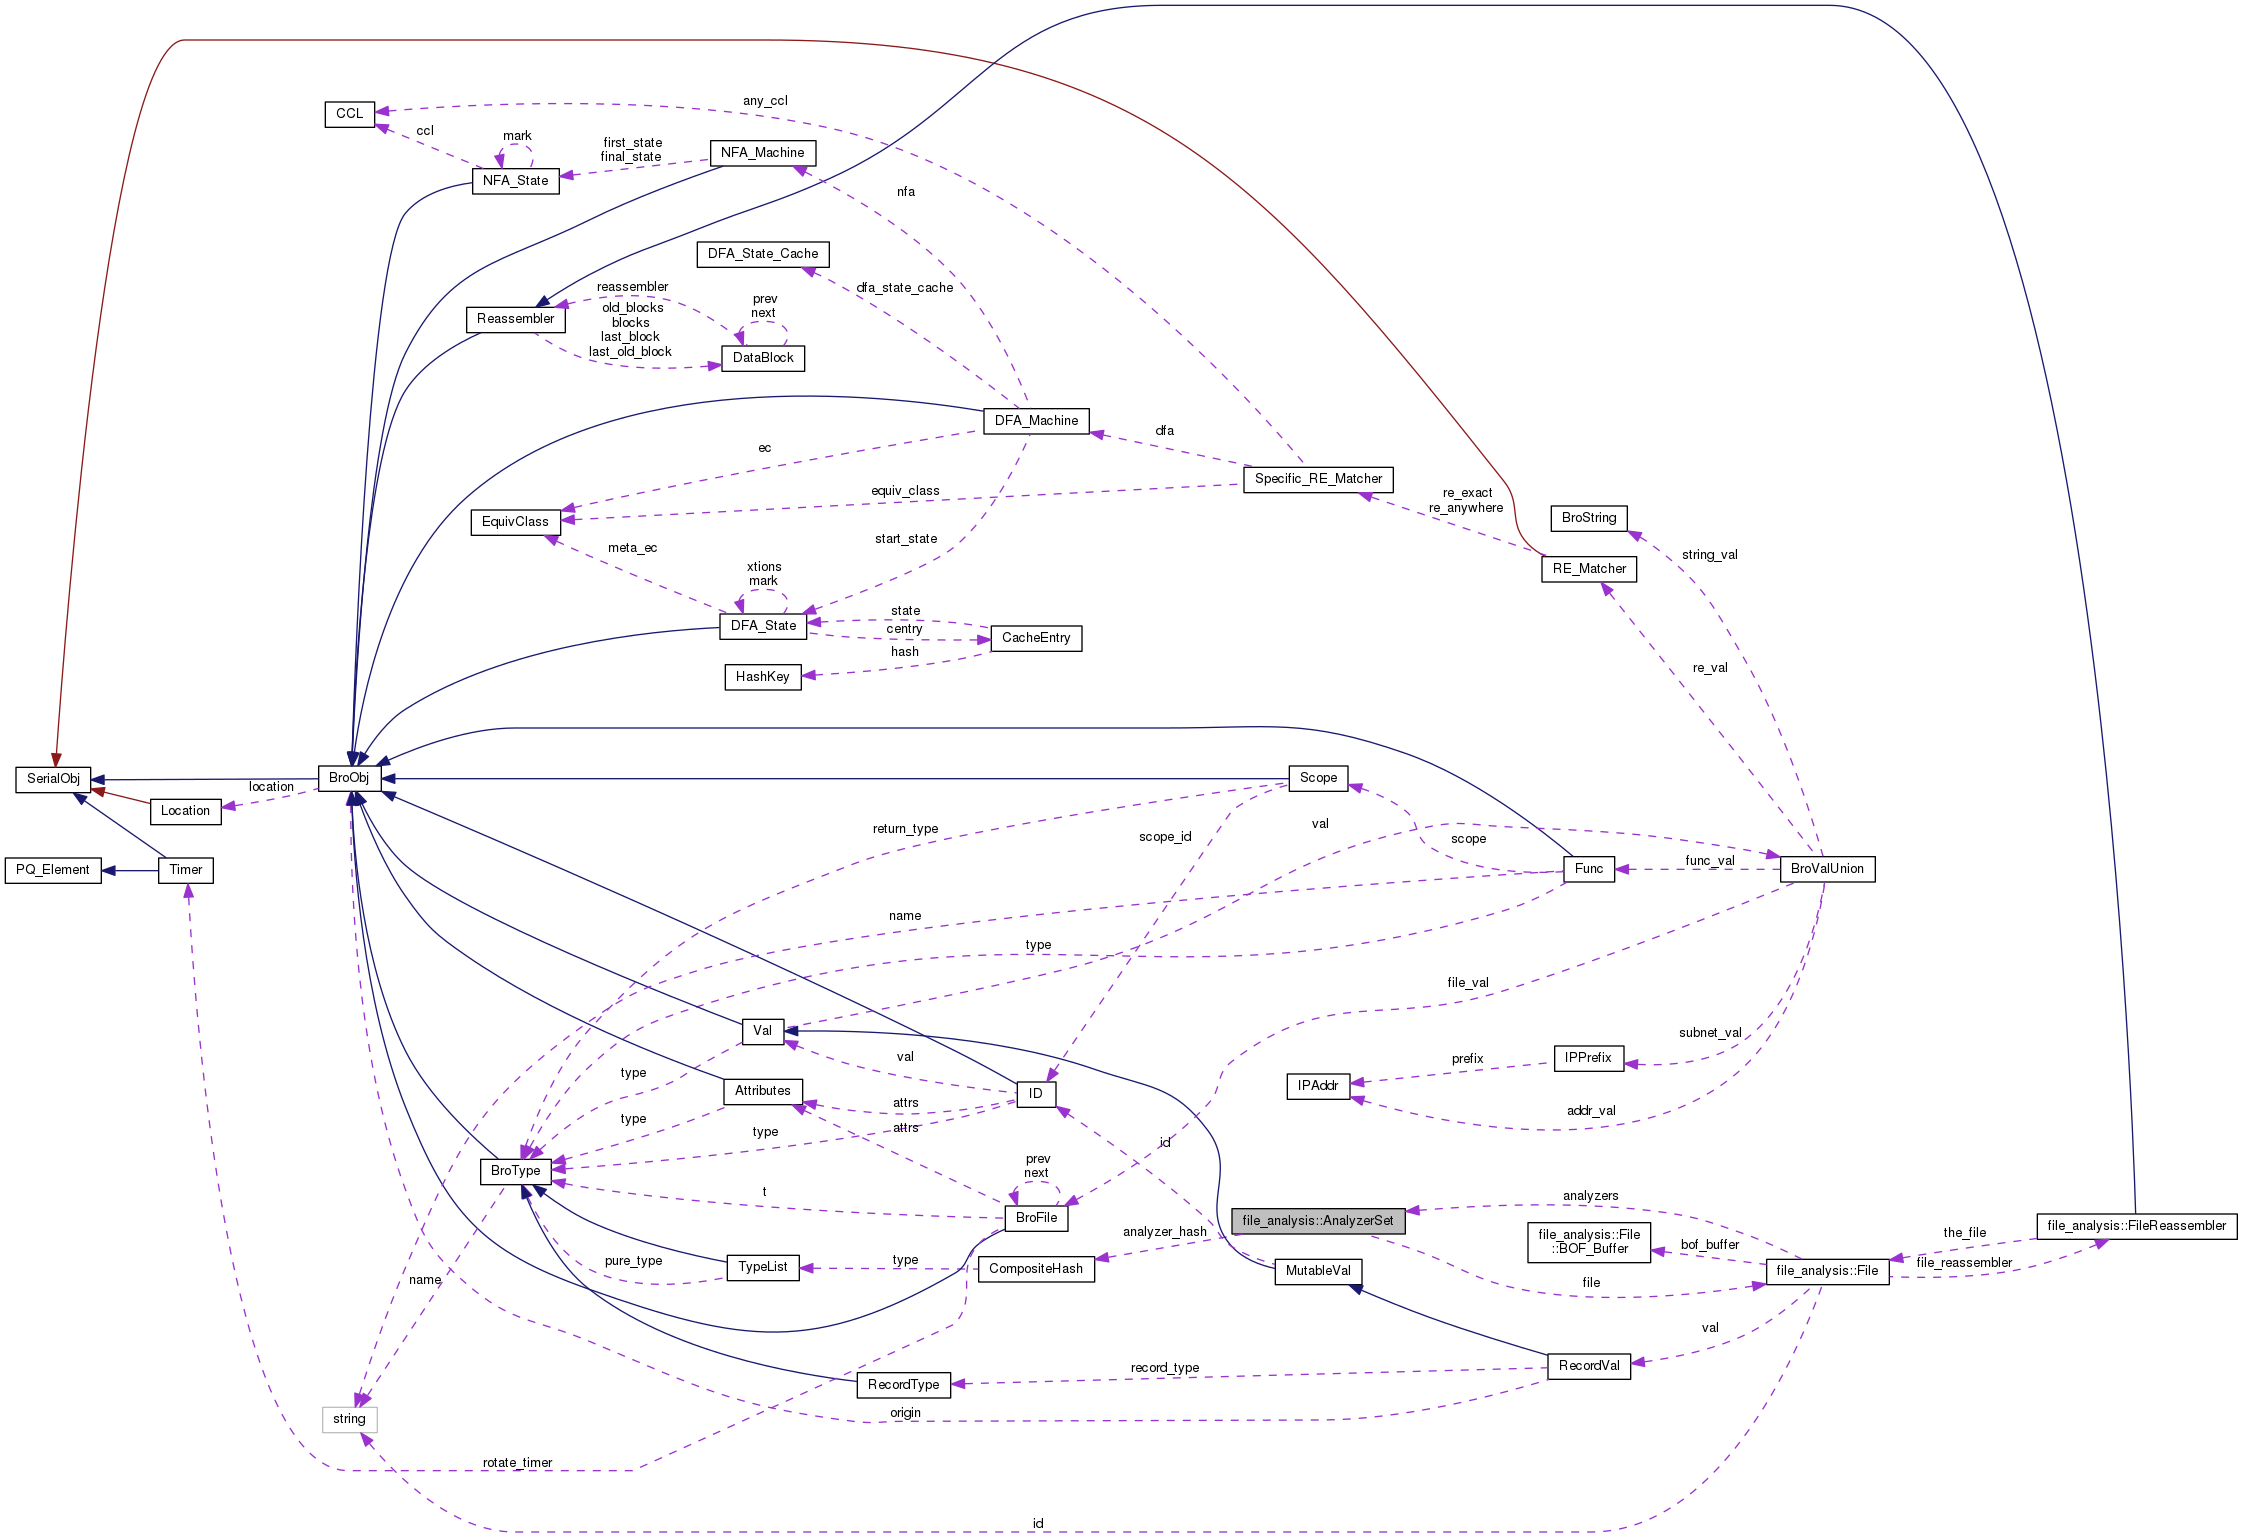 any_ccl
CCL
ccl
mark
first_state
final_state
NFA_Machine
NFA_State
nfa
DFA_State_Cache
dfa_state_cache
reassembler
prev
next
old_blocks
blocks
last_block
last_old_block
Reassembler
DataBlock
DFA_Machine
dfa
ec
Specific_RE_Matcher
equiv_class
re_exact
re_anywhere
EquivClass
BroString
start_state
meta_ec
string_val
xtions
mark
RE_Matcher
state
DFA_State
centry
CacheEntry
hash
HashKey
re_val
SerialObj
BroObj
location
Location
Scope
return_type
scope_id
val
scope
func_val
PQ_Element
Timer
Func
BroValUnion
name
type
file_val
Val
subnet_val
val
IPPrefix
prefix
IPAddr
type
Attributes
ID
attrs
addr_val
type
type
attrs
id
BroType
prev
next
t
BroFile
analyzers
file_analysis::AnalyzerSet
analyzer_hash
file_analysis::File
::BOF_Buffer
bof_buffer
file_analysis::FileReassembler
the_file
pure_type
TypeList
type
CompositeHash
MutableVal
file
file_analysis::File
file_reassembler
name
val
record_type
RecordVal
RecordType
origin
string
rotate_timer
id